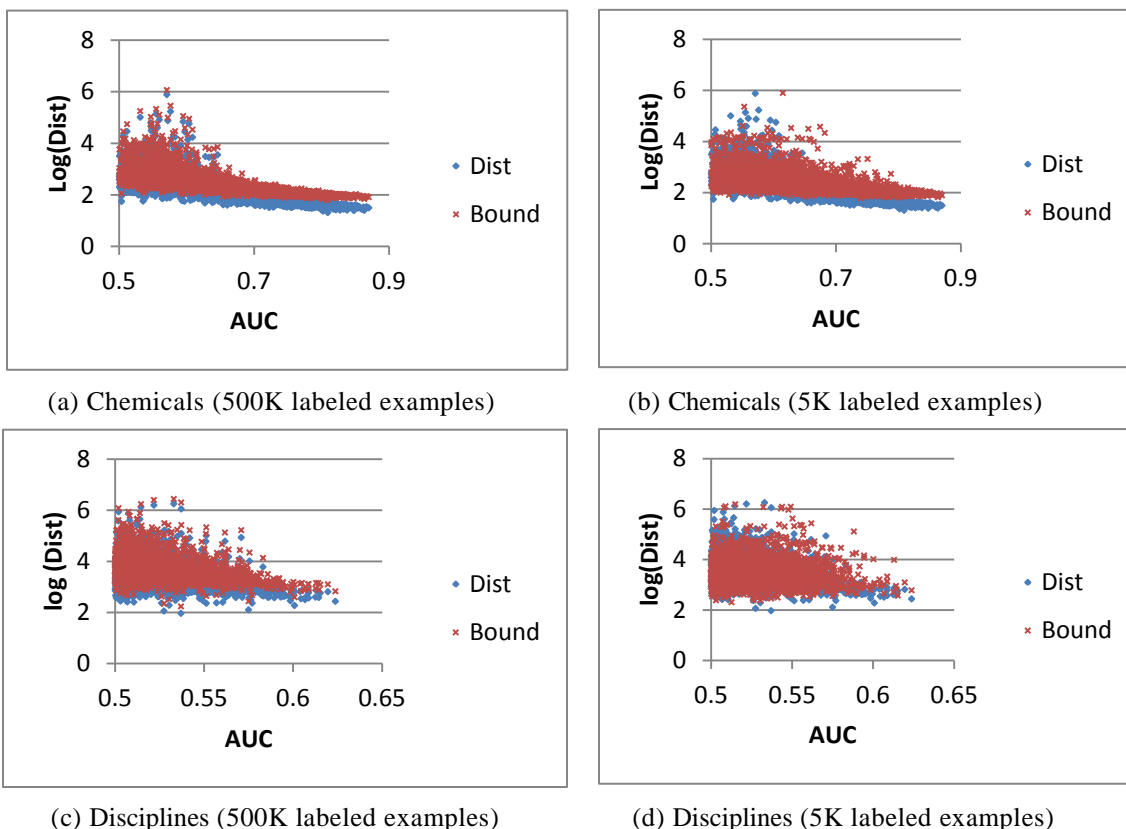 8
6
4
2
0
Log(Dist)
0.5 0.7 0.9
AUC
Dist
Bound
(a) Chemicals (500K labeled examples)
8
6
4
2
0
Log(Dist)
0.5 0.7 0.9
AUC
Dist
Bound
(b) Chemicals (5K labeled examples)
8
6
4
2
0
log (Dist)
0.5 0.55 0.6 0.65
AUC
Dist
Bound
(c) Disciplines (500K labeled examples)
8
6
4
2
0
log(Dist)
0.5 0.55 0.6 0.65
AUC
Dist
Bound
(d) Disciplines (5K labeled examples)